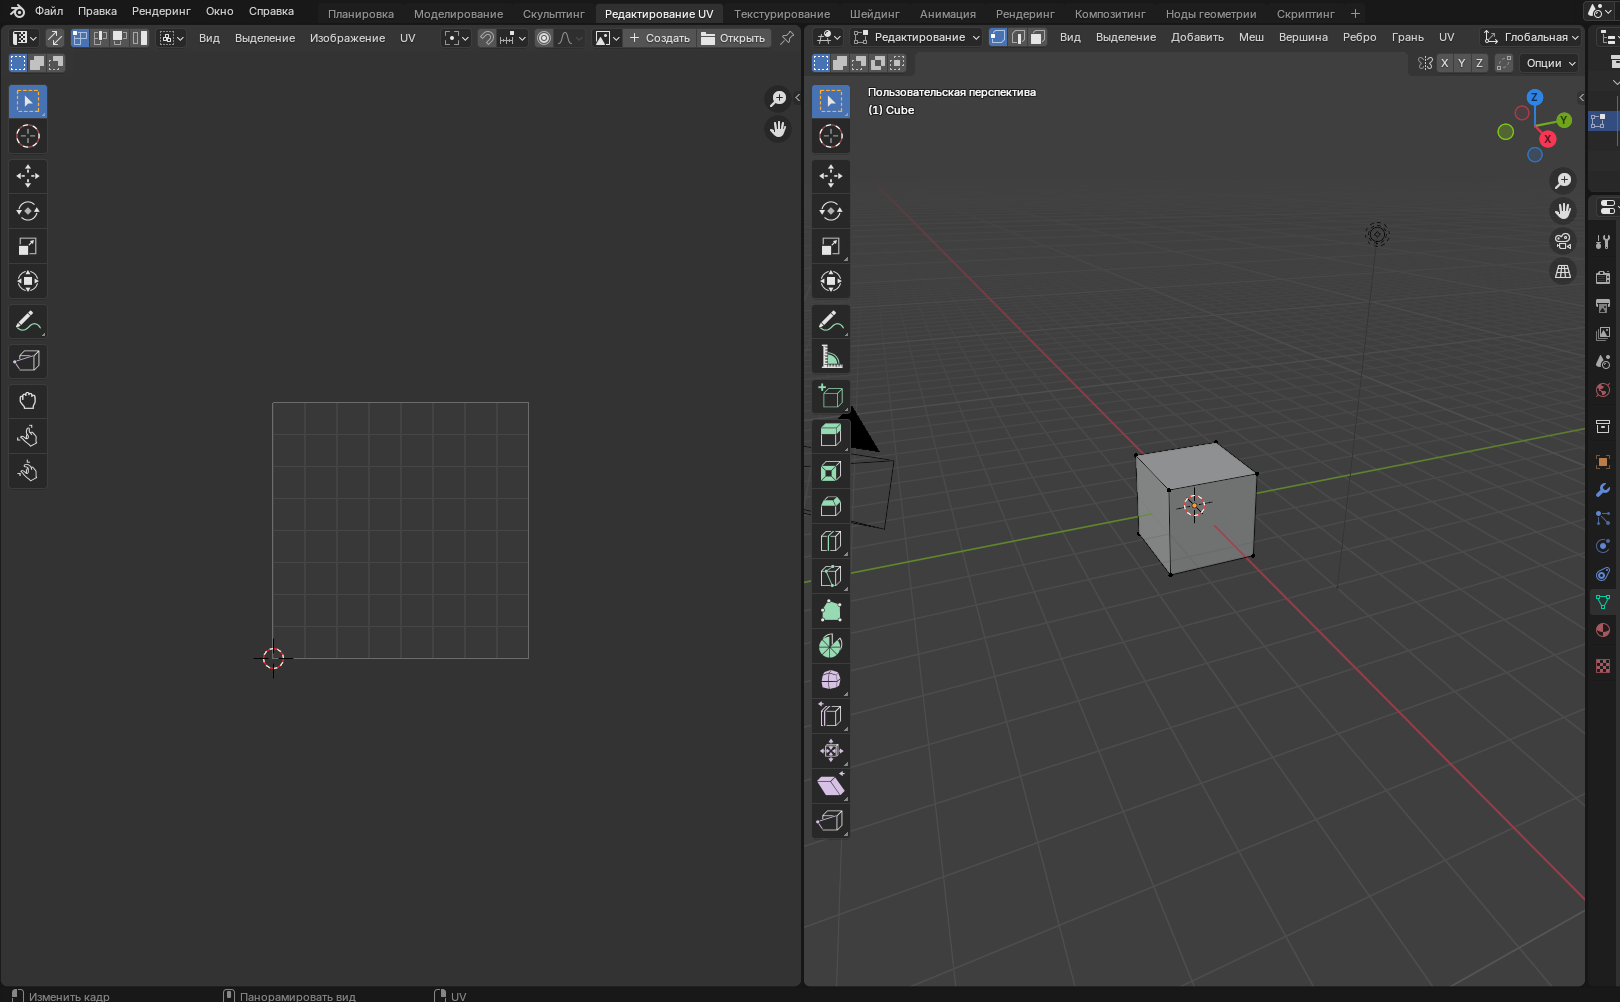 Файл Правка Рендеринг Окно Справка Планировка Моделирование Скульптинг Редактирование UV Текстурирование Шейдинг Анимация Рендеринг Композитинг Ноды геометрии Скриптинг +
Вид Выделение Изображение UV + Создать Открыть
Редактирование Вид Выделение Добавить Меш Вершина Ребро Грань UV Глобальная
X Y Z Опции
Пользовательская перспектива
(1) Cube
Z
Y
X
Изменить кадр Панорамировать вид UV